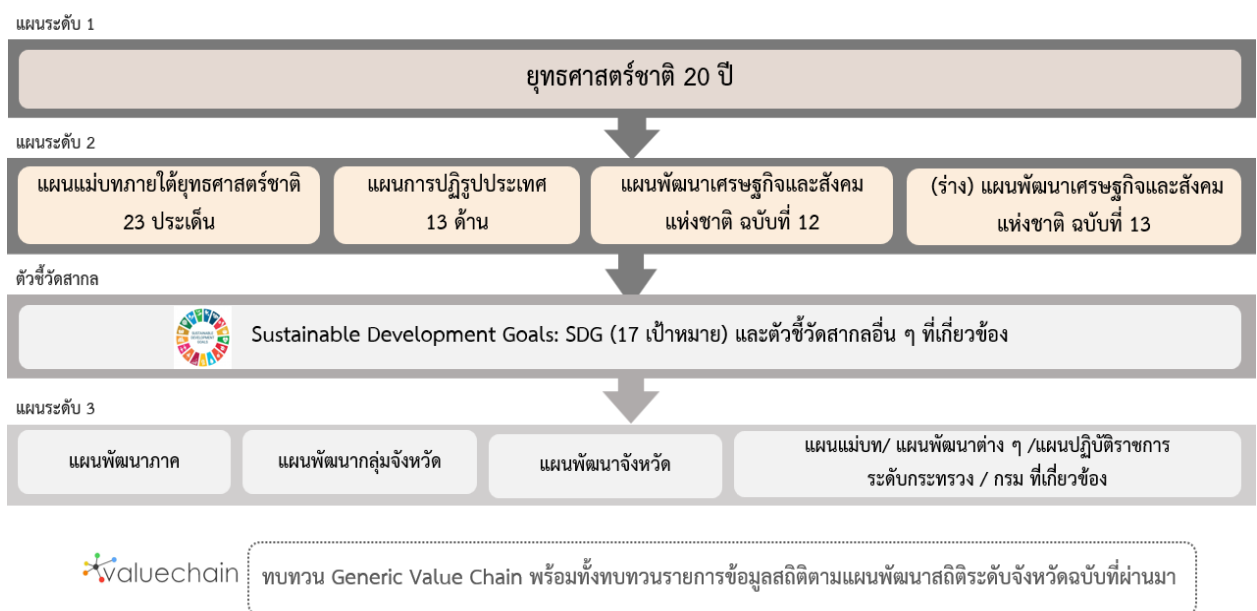 แผนระดับ 1
ยุทธศาสตร์ชาติ 20 ปี
แผนระดับ 2
แผนแม่บทภายใต้ยุทธศาสตร์ชาติ
23 ประเด็น
แผนการปฏิรูปประเทศ
13 ด้าน
แผนพัฒนาเศรษฐกิจและสังคม
แห่งชาติ ฉบับที่ 12
(ร่าง) แผนพัฒนาเศรษฐกิจและสังคม
แห่งชาติ ฉบับที่ 13
ตัวชี้วัดสากล
SUSTAINABLE
DEVELOPMENT
GOALS
Sustainable Development Goals: SDG (17 เป้าหมาย) และตัวชี้วัดสากลอื่น ๆ ที่เกี่ยวข้อง
แผนระดับ 3
แผนพัฒนาภาค
แผนพัฒนากลุ่มจังหวัด
แผนพัฒนาจังหวัด
แผนแม่บท/ แผนพัฒนาต่าง ๆ /แผนปฏิบัติราชการ
ระดับกระทรวง / กรม ที่เกี่ยวข้อง
valuechain
ทบทวน Generic Value Chain พร้อมทั้งทบทวนรายการข้อมูลสถิติตามแผนพัฒนาสถิติระดับจังหวัดฉบับที่ผ่านมา